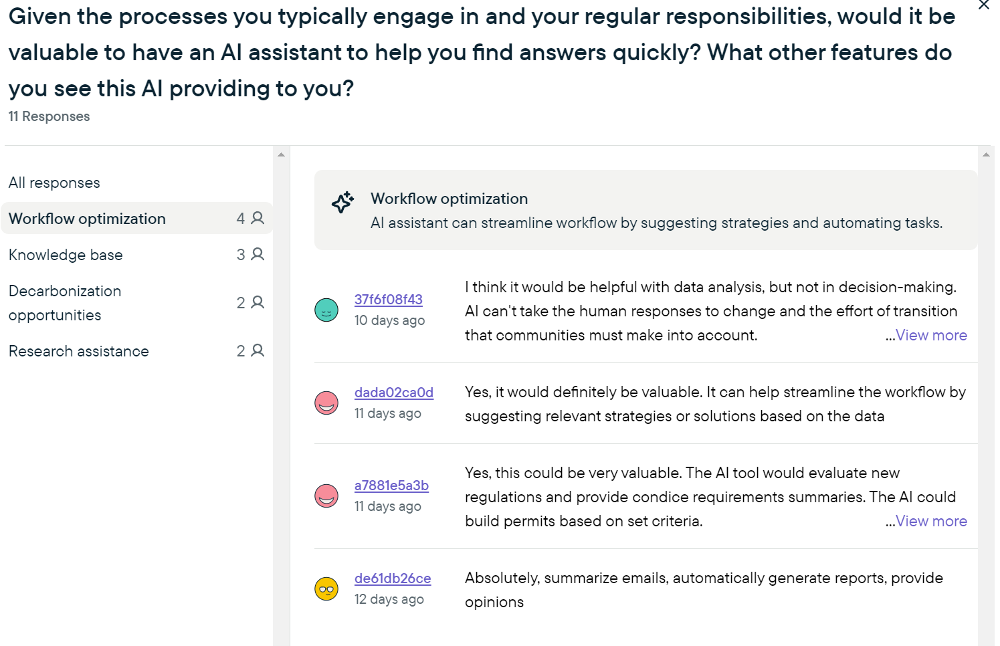 Given the processes you typically engage in and your regular responsibilities, would it be
valuable to have an AI assistant to help you find answers quickly? What other features do
you see this AI providing to you?
11 Responses
All responses
Workflow optimization 4
Knowledge base 3
Decarbonization
opportunities 2
Research assistance 2
Workflow optimization
AI assistant can streamline workflow by suggesting strategies and automating tasks.
37f6f08f43
10 days ago
I think it would be helpful with data analysis, but not in decision-making.
AI can't take the human responses to change and the effort of transition
that communities must make into account. ...View more
dada02ca0d
11 days ago
Yes, it would definitely be valuable. It can help streamline the workflow by
suggesting relevant strategies or solutions based on the data
a7881e5a3b
11 days ago
Yes, this could be very valuable. The AI tool would evaluate new
regulations and provide condice requirements summaries. The AI could
build permits based on set criteria. ...View more
de61db26ce
12 days ago
Absolutely, summarize emails, automatically generate reports, provide
opinions